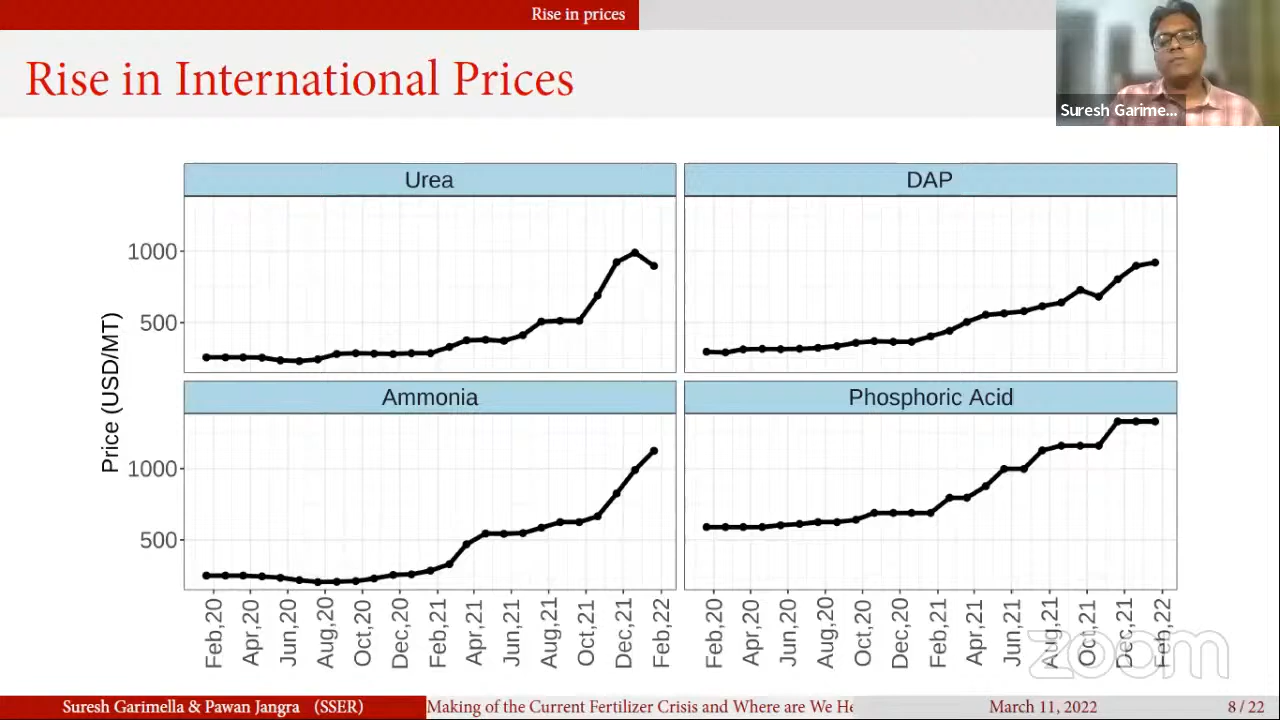 Rise in prices
Rise in International Prices
Suresh Garime...
Urea
DAP
1000
500
Price (USD/MT)
Ammonia
Phosphoric Acid
1000
500
Feb,20 Apr,20 Jun,20 Aug,20 Oct,20 Dec,20 Feb,21 Apr,21 Jun,21 Aug,21 Oct,21 Dec,21 Feb,22
Feb,20 Apr,20 Jun,20 Aug,20 Oct,20 Dec,20 Feb,21 Apr,21 Jun,21 Aug,21 Oct,21 Dec,21 Feb,22
zoom
Suresh Garimella & Pawan Jangra (SSER)
Making of the Current Fertilizer Crisis and Where are We He
March 11, 2022
8 / 22